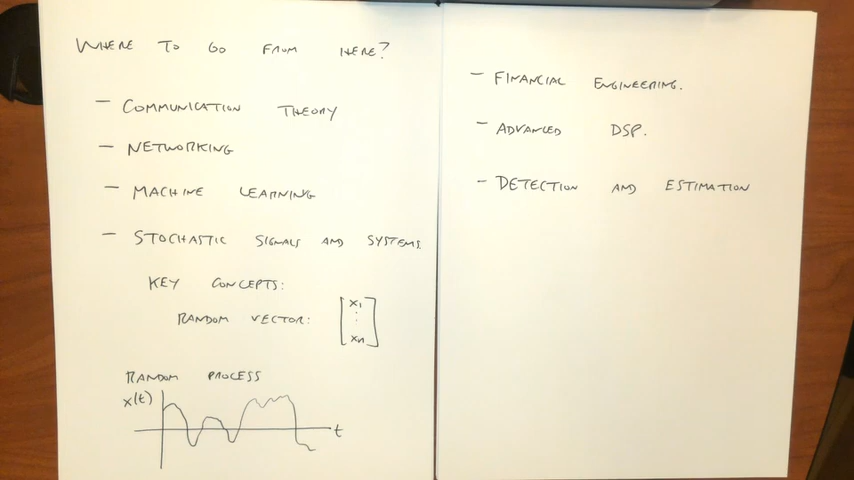 WHERE TO GO FROM HERE?
- COMMUNICATION THEORY
- NETWORKING
- MACHINE LEARNING
- STOCHASTIC SIGNALS AND SYSTEMS.
KEY CONCEPTS:
RANDOM VECTOR: [x1 ⋮ xn]
RANDOM PROCESS
x(t)
t
- FINANCIAL ENGINEERING.
- ADVANCED DSP.
- DETECTION AND ESTIMATION